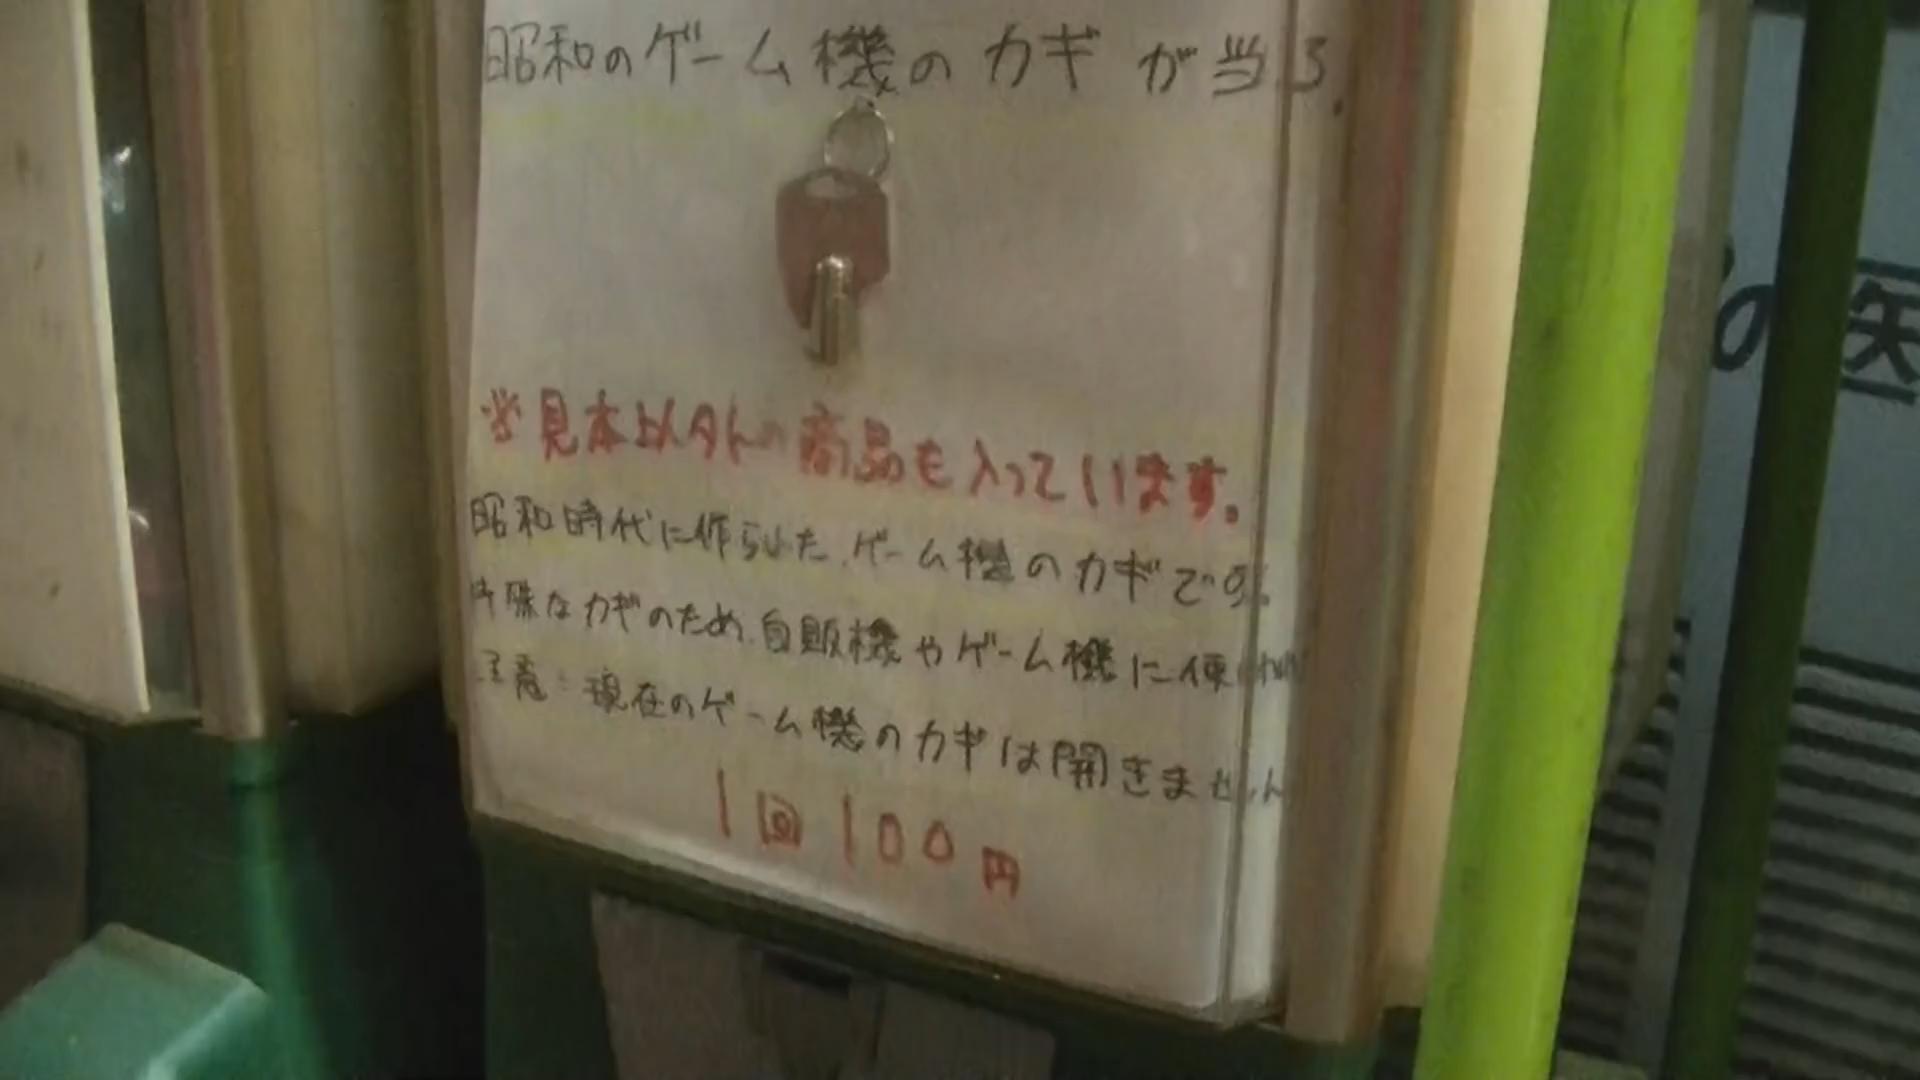 昭和のゲーム機のカギが当る.
※見本以外の商品も入っています。
昭和時代に作られた、ゲーム機のカギです。
特殊なカギのため、自販機やゲーム機に使
注意:現在のゲーム機のカギは開きません
1回100円
の 医